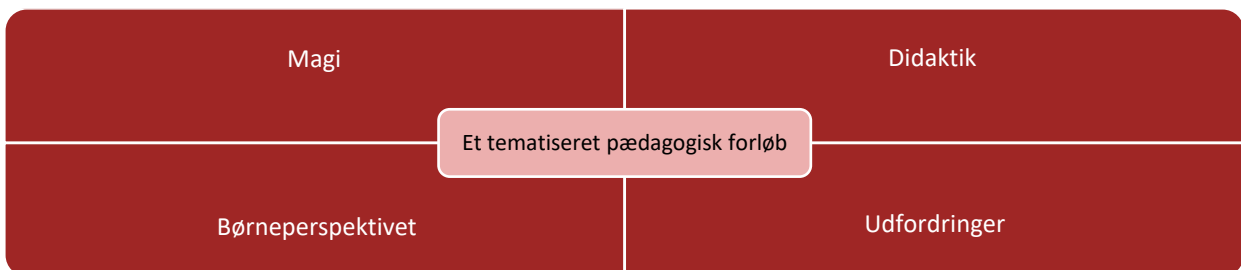 Magi
Didaktik
Et tematiseret pædagogisk forløb
Børneperspektivet
Udfordringer